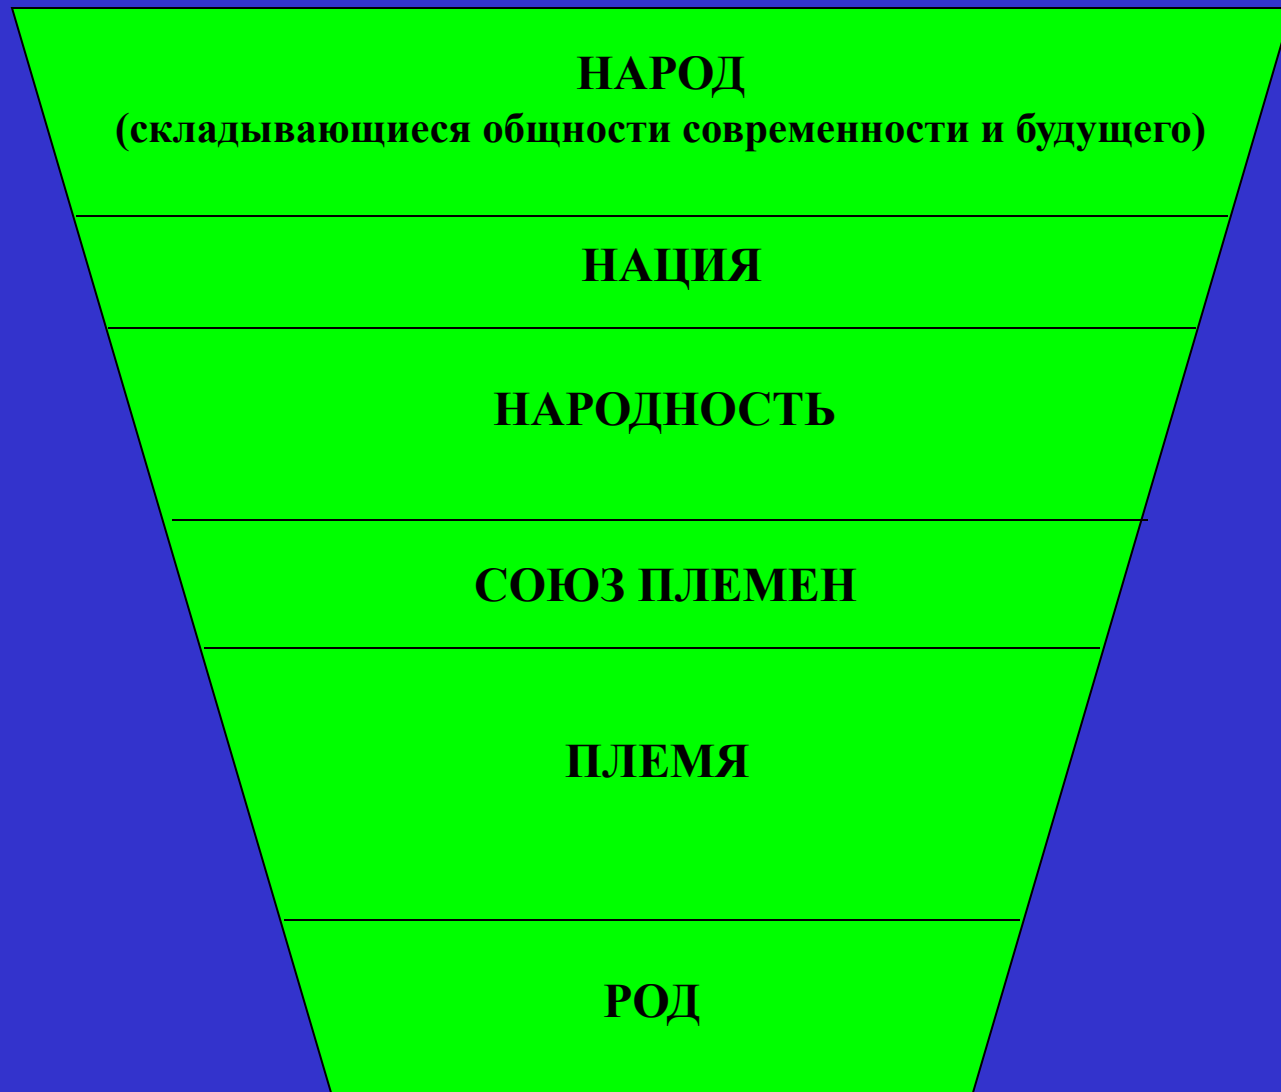 НАРОД
(складывающиеся общности современности и будущего)
НАЦИЯ
НАРОДНОСТЬ
СОЮЗ ПЛЕМЕН
ПЛЕМЯ
РОД